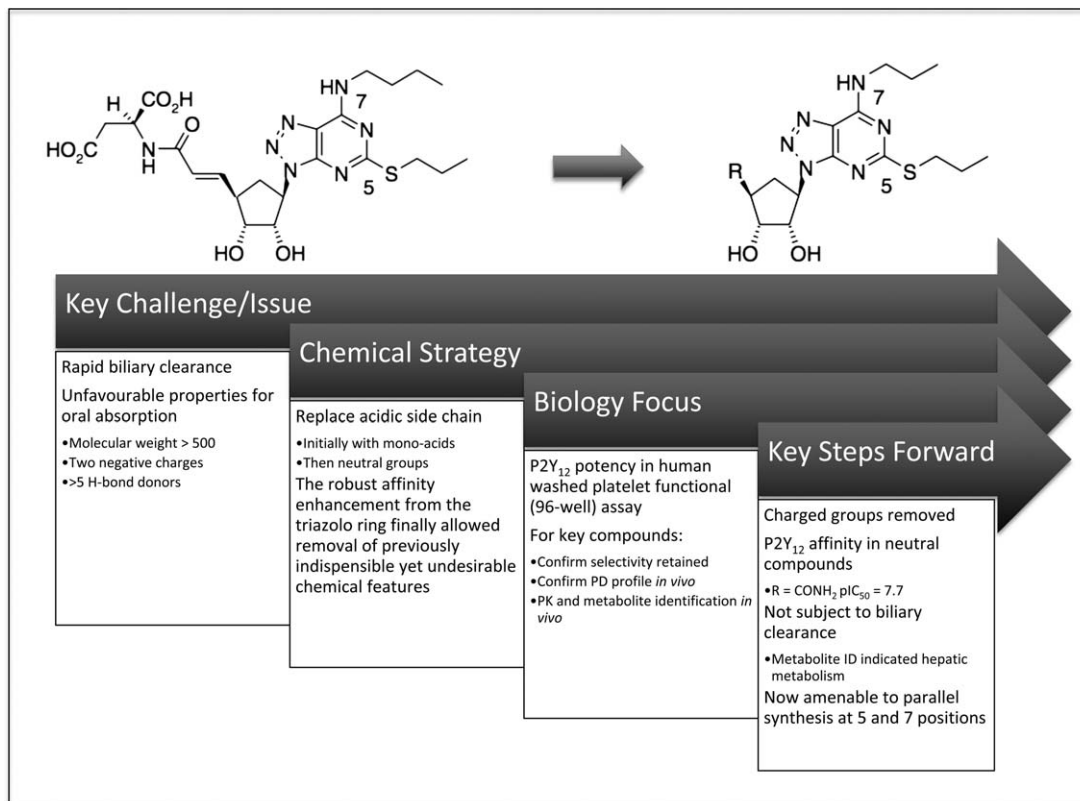 HN
7
N
N
N
N
N
N
S
5
H
CO₂H
O
HO₂C
N
H
HO
OH
HN
7
N
N
N
N
N
N
S
5
R
HO
OH
Key Challenge/Issue
Rapid biliary clearance
Unfavourable properties for
oral absorption
•Molecular weight > 500
•Two negative charges
•>5 H-bond donors
Chemical Strategy
Replace acidic side chain
•Initially with mono-acids
•Then neutral groups
The robust affinity
enhancement from the
triazolo ring finally allowed
removal of previously
indispensible yet undesirable
chemical features
Biology Focus
P2Y₁₂ potency in human
washed platelet functional
(96-well) assay
For key compounds:
•Confirm selectivity retained
•Confirm PD profile in vivo
•PK and metabolite identification in
vivo
Key Steps Forward
Charged groups removed
P2Y₁₂ affinity in neutral
compounds
•R = CONH₂ pIC₅₀ = 7.7
Not subject to biliary
clearance
•Metabolite ID indicated hepatic
metabolism
Now amenable to parallel
synthesis at 5 and 7 positions